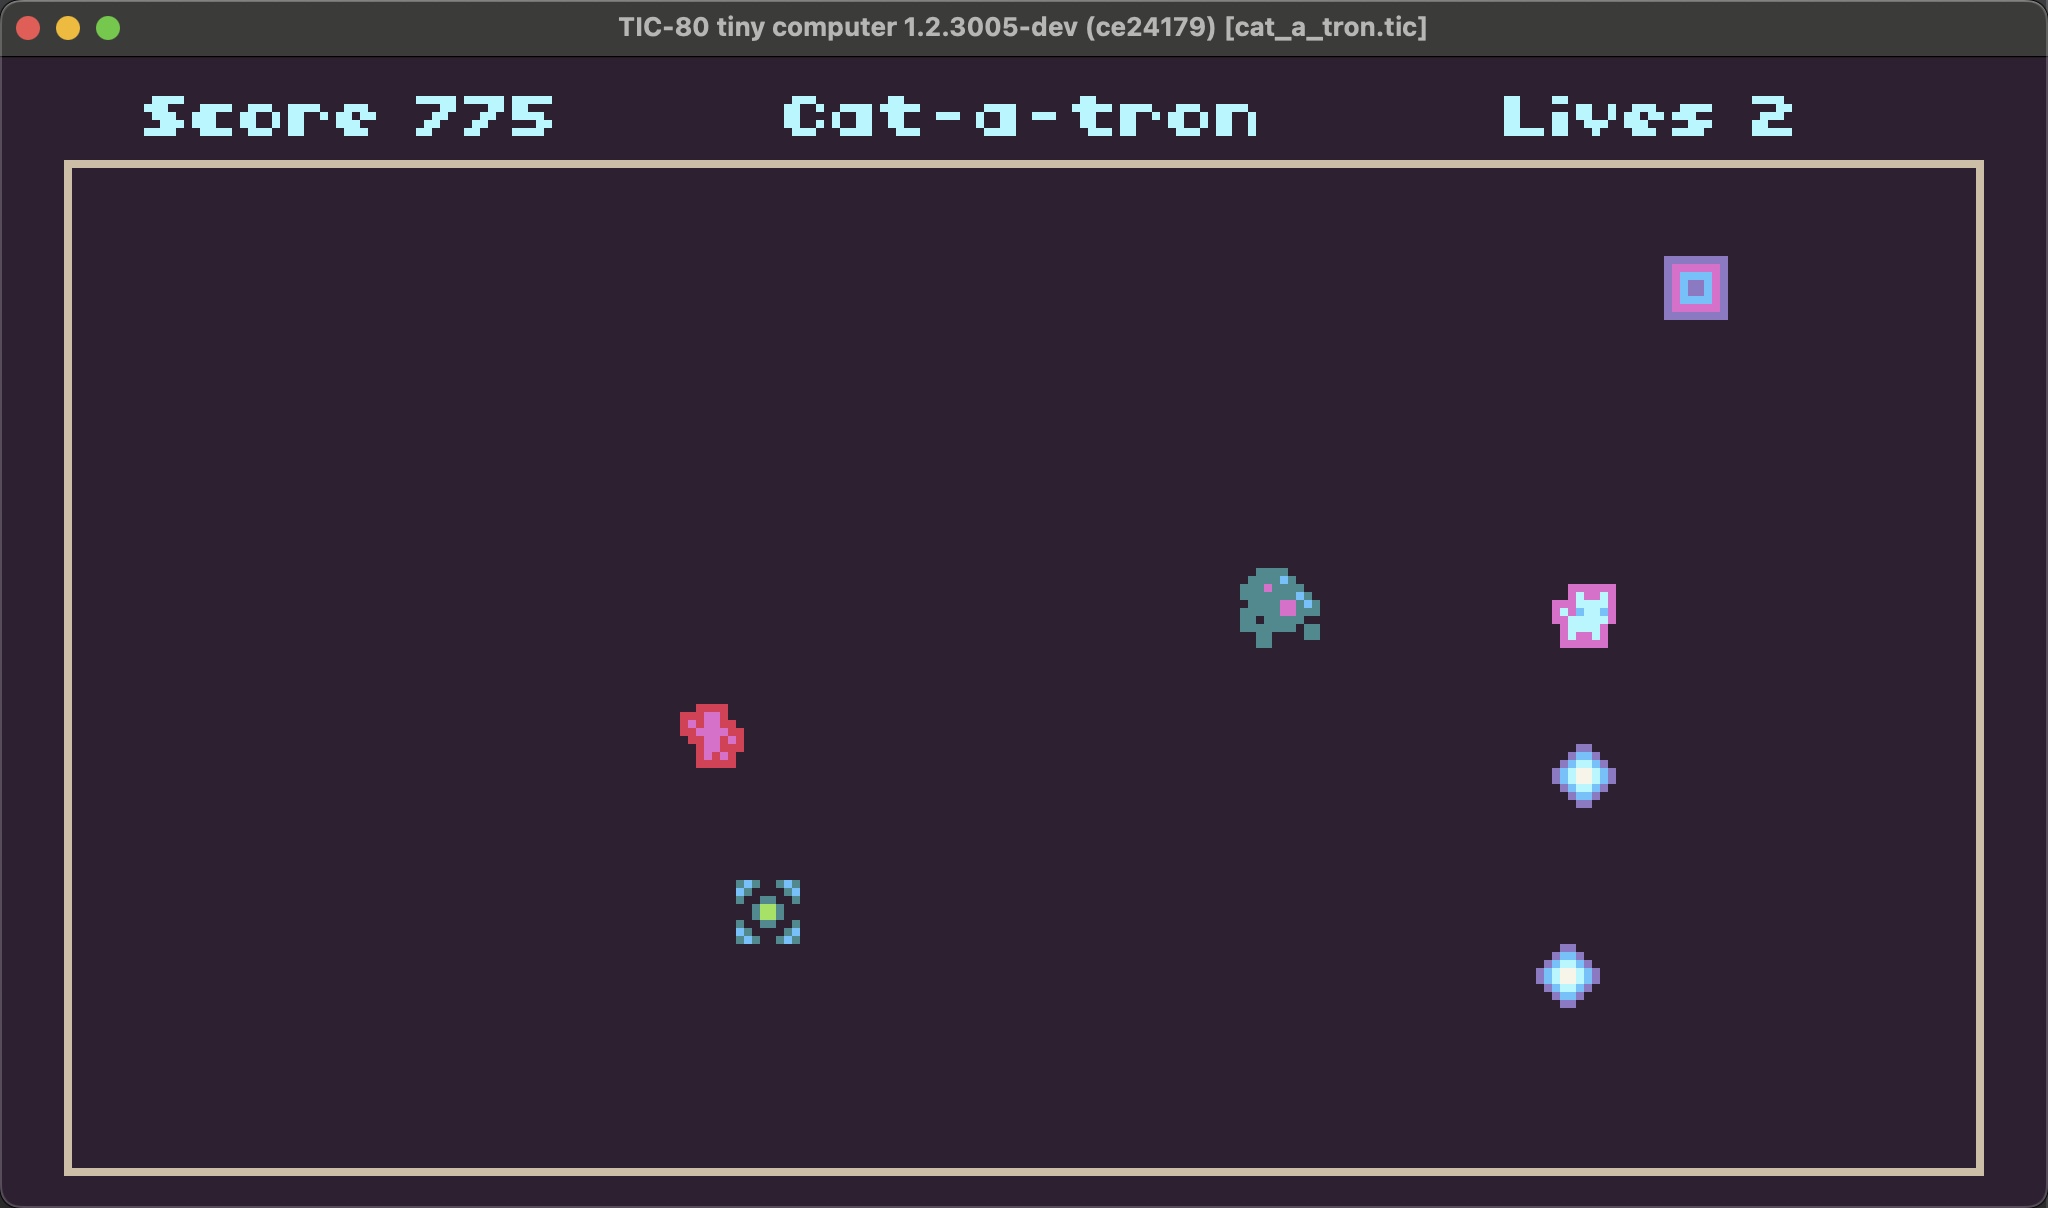 TIC-80 tiny computer 1.2.3005-dev (ce24179) [cat_a_tron.tic]
Score 775 Cat-a-tron Lives 2